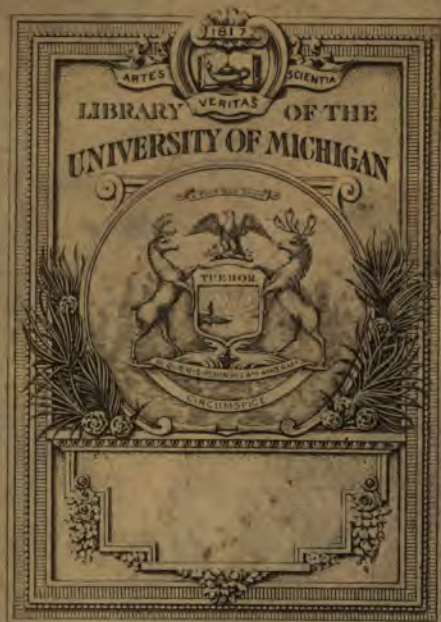 1817
ARTES SCIENTIA
VERITAS
LIBRARY OF THE
UNIVERSITY OF MICHIGAN
TUEBOR
CIRCUMSPICE